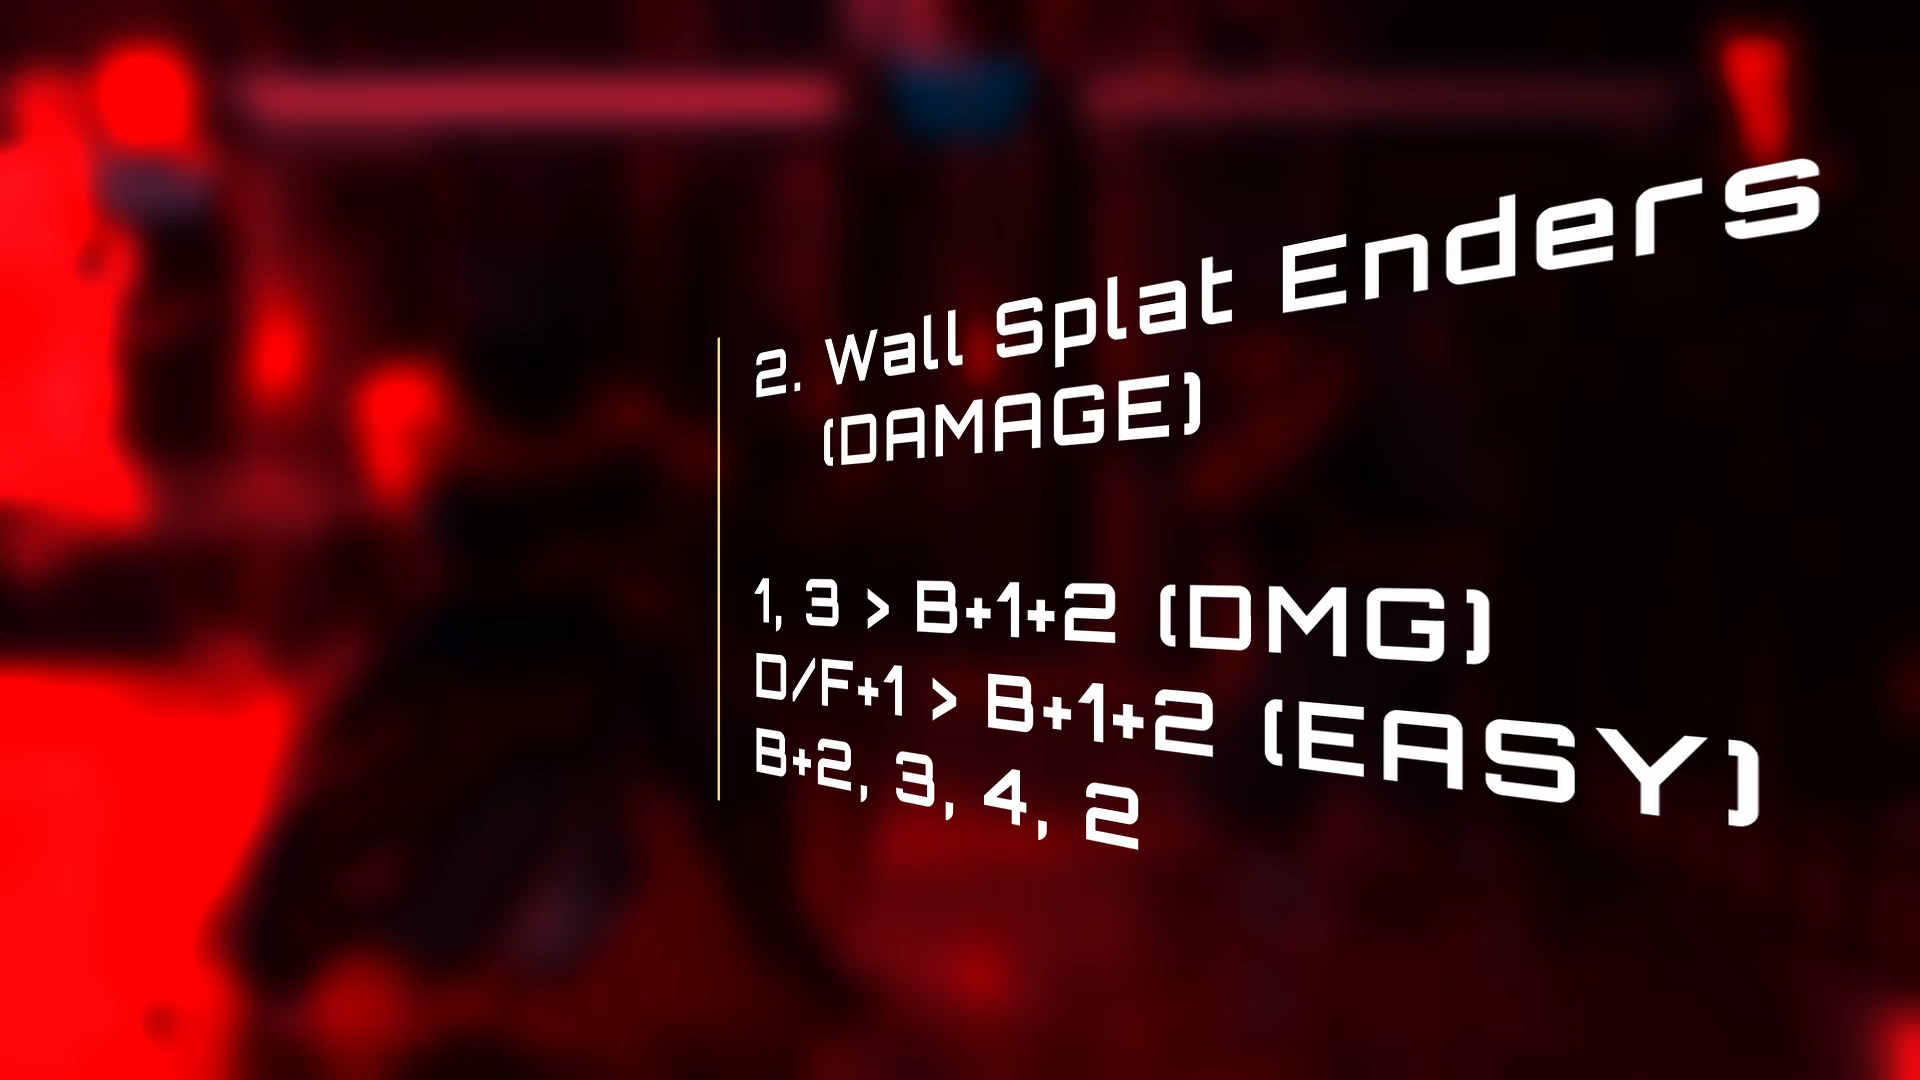 2. Wall Splat Enders
(DAMAGE)
1, 3 > B+1+2 (DMG)
D/F+1 > B+1+2 (EASY)
B+2, 3, 4, 2